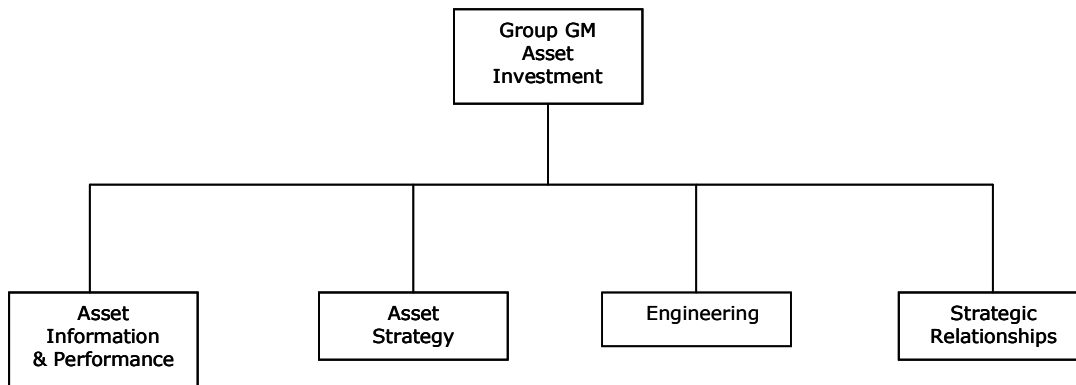 Group GM
Asset
Investment
Asset
Information
& Performance
Asset
Strategy
Engineering
Strategic
Relationships